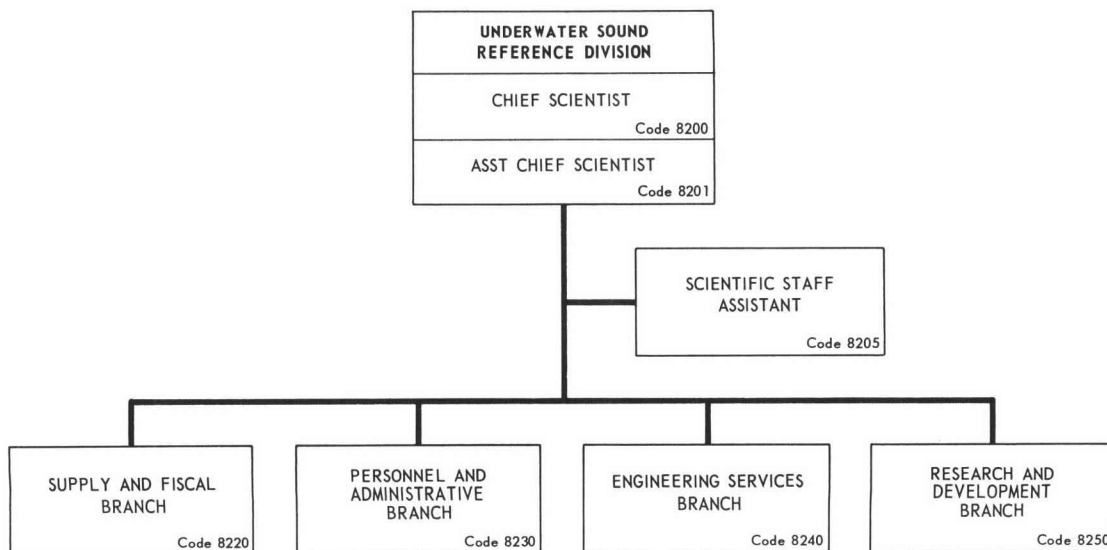 UNDERWATER SOUND
REFERENCE DIVISION
CHIEF SCIENTIST
Code 8200
ASST CHIEF SCIENTIST
Code 8201
SCIENTIFIC STAFF
ASSISTANT
Code 8205
SUPPLY AND FISCAL
BRANCH
Code 8220
PERSONNEL AND
ADMINISTRATIVE
BRANCH
Code 8230
ENGINEERING SERVICES
BRANCH
Code 8240
RESEARCH AND
DEVELOPMENT
BRANCH
Code 8250